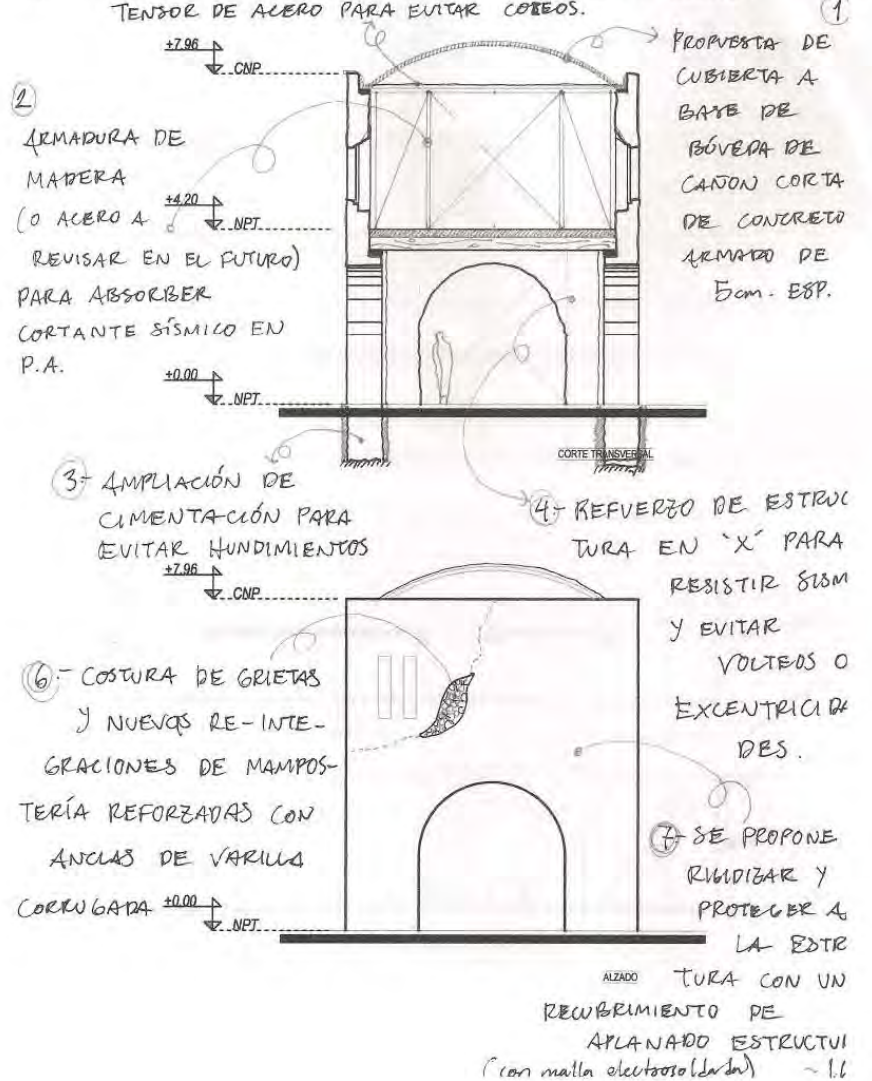 TENSOR DE ACERO PARA EVITAR COCEOS.
①
PROPUESTA DE
CUBIERTA A
BASE DE
BÓVEDA DE
CAÑON CORTA
DE CONCRETO
ARMADO DE
5cm. ESP.
+7.96
CNP
②
ARMADURA DE
MADERA
(O ACERO A
REVISAR EN EL FUTURO)
PARA ABSORBER
CORTANTE SÍSMICO EN
P.A.
+4.20
NPT
+0.00
NPT
CORTE TRANSVERSAL
③- AMPLIACIÓN DE
CIMENTACIÓN PARA
EVITAR HUNDIMIENTOS
④- REFUERZO DE ESTRUC
TURA EN 'X' PARA
RESISTIR SISM
Y EVITAR
VOLTEOS O
EXCENTRICIDA
DES.
+7.96
CNP
⑥.- COSTURA DE GRIETAS
Y NUEVAS RE-INTE-
GRACIONES DE MAMPOS-
TERÍA REFORZADAS CON
ANCLAS DE VARILLA
CORRUGADA
+0.00
NPT
⑦- SE PROPONE
RIGIDIZAR Y
PROTEGER A
LA ESTR
TURA CON UN
RECUBRIMIENTO DE
APLANADO ESTRUCTU
(con malla electrosoldada)
ALZADO